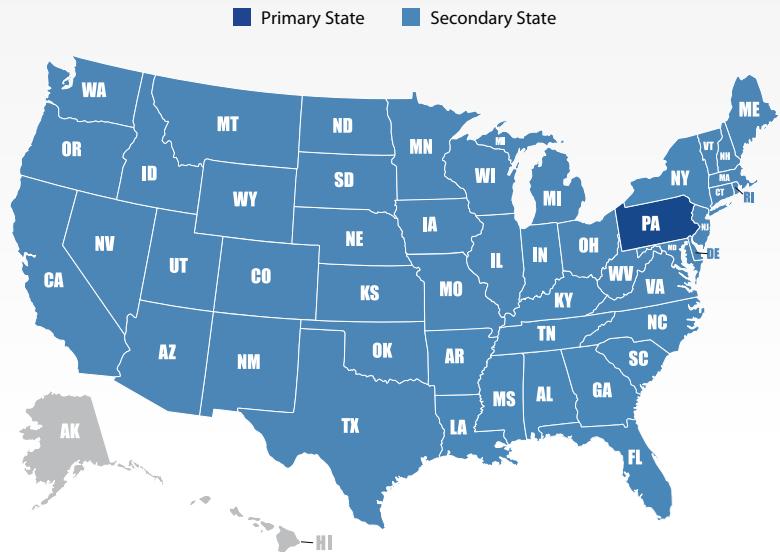 Primary State
Secondary State
WA
MT
ND
MN
ME
OR
ID
WY
SD
WI
MI
MI
NY
VT
NH
MA
CT
RI
NV
UT
CO
NE
IA
IL
IN
OH
PA
NJ
MD
DE
CA
AZ
NM
KS
MO
KY
WV
VA
OK
AR
TN
NC
SC
TX
LA
MS
AL
GA
FL
AK
HI